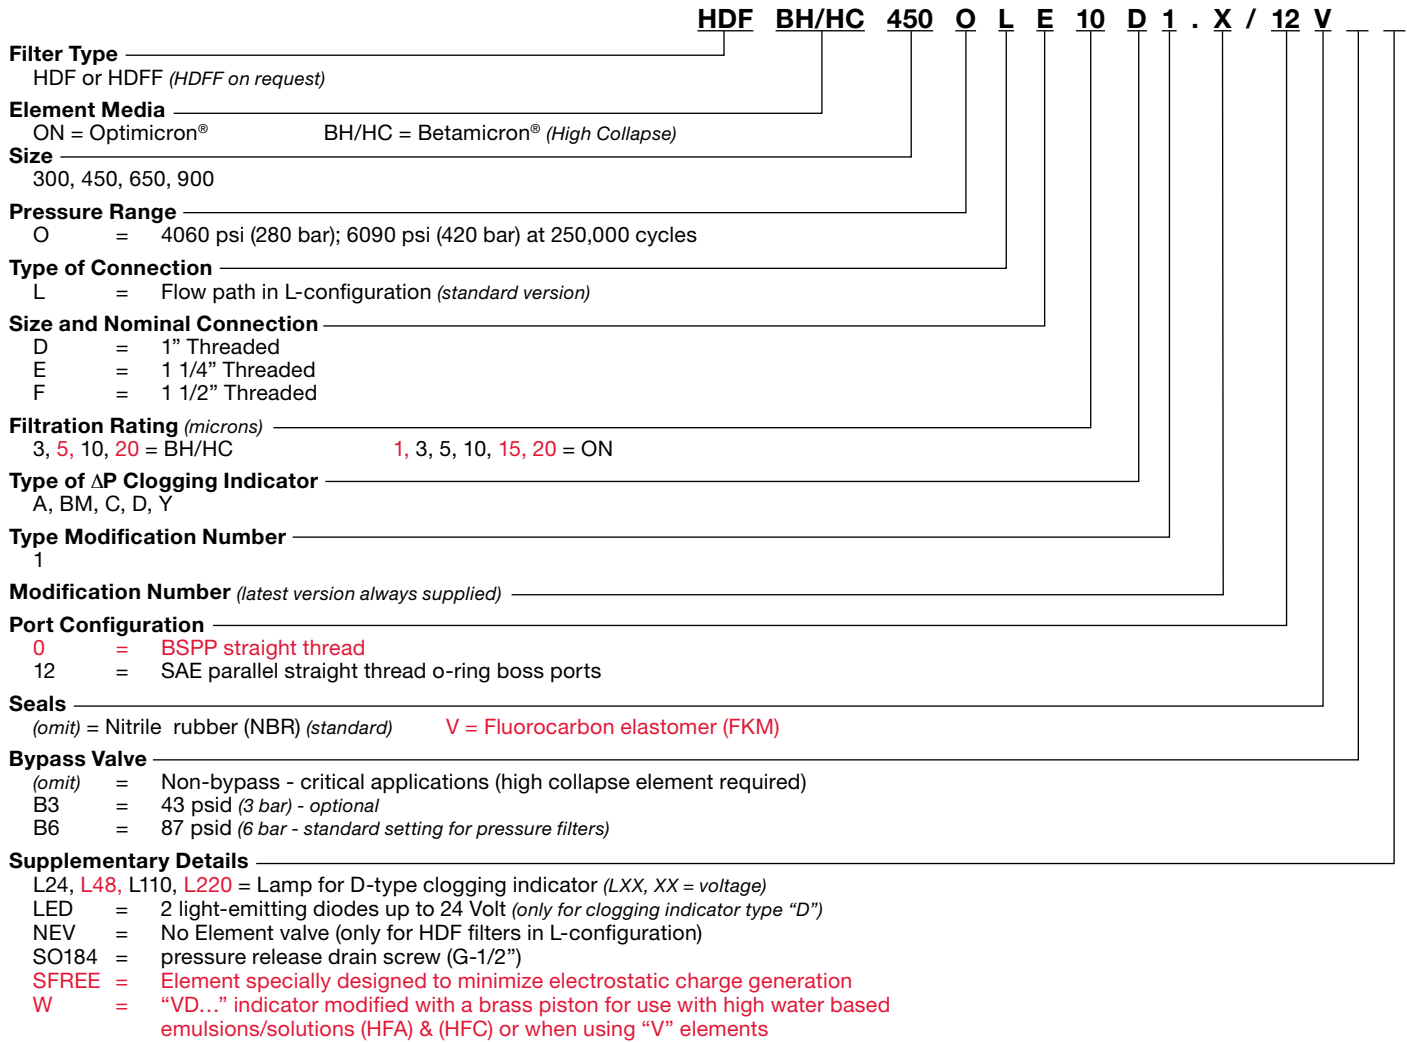 HDF BH/HC 450 O L E 10 D 1 . X / 12 V
Filter Type
HDF or HDFF (HDFF on request)
Element Media
ON = Optimicron® BH/HC = Betamicron® (High Collapse)
Size
300, 450, 650, 900
Pressure Range
O = 4060 psi (280 bar); 6090 psi (420 bar) at 250,000 cycles
Type of Connection
L = Flow path in L-configuration (standard version)
Size and Nominal Connection
D = 1” Threaded
E = 1 1/4” Threaded
F = 1 1/2” Threaded
Filtration Rating (microns)
3, 5, 10, 20 = BH/HC 1, 3, 5, 10, 15, 20 = ON
Type of ∆P Clogging Indicator
A, BM, C, D, Y
Type Modification Number
1
Modification Number (latest version always supplied)
Port Configuration
0 = BSPP straight thread
12 = SAE parallel straight thread o-ring boss ports
Seals
(omit) = Nitrile rubber (NBR) (standard) V = Fluorocarbon elastomer (FKM)
Bypass Valve
(omit) = Non-bypass - critical applications (high collapse element required)
B3 = 43 psid (3 bar) - optional
B6 = 87 psid (6 bar - standard setting for pressure filters)
Supplementary Details
L24, L48, L110, L220 = Lamp for D-type clogging indicator (LXX, XX = voltage)
LED = 2 light-emitting diodes up to 24 Volt (only for clogging indicator type “D”)
NEV = No Element valve (only for HDF filters in L-configuration)
SO184 = pressure release drain screw (G-1/2”)
SFREE = Element specially designed to minimize electrostatic charge generation
W = “VD…” indicator modified with a brass piston for use with high water based
emulsions/solutions (HFA) & (HFC) or when using “V” elements